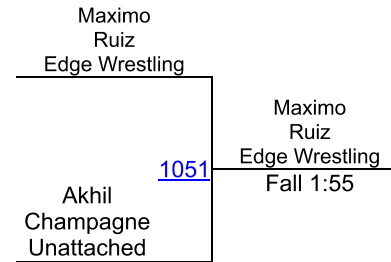 Maximo
Ruiz
Edge Wrestling
Maximo
Ruiz
Edge Wrestling
1051
Fall 1:55
Akhil
Champagne
Unattached